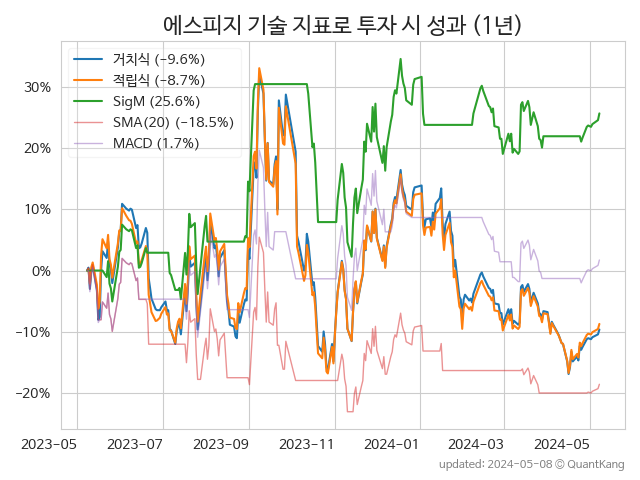 에스피지 기술 지표로 투자 시 성과 (1년)
거치식 (−9.6%)
적립식 (−8.7%)
SigM (25.6%)
SMA(20) (−18.5%)
MACD (1.7%)
30%
20%
10%
0%
−10%
−20%
2023-05 2023-07 2023-09 2023-11 2024-01 2024-03 2024-05
updated: 2024-05-08 © QuantKang